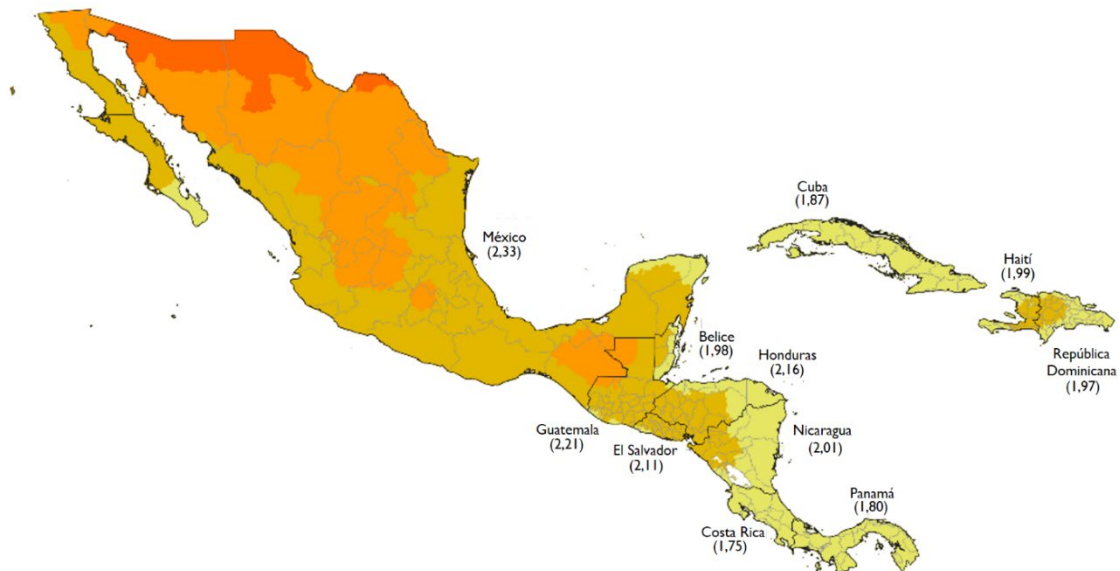 Cuba
(1,87)
México
(2,33)
Haití
(1,99)
Belice
(1,98)
Honduras
(2,16)
República
Dominicana
(1,97)
Guatemala
(2,21)
El Salvador
(2,11)
Nicaragua
(2,01)
Panamá
(1,80)
Costa Rica
(1,75)